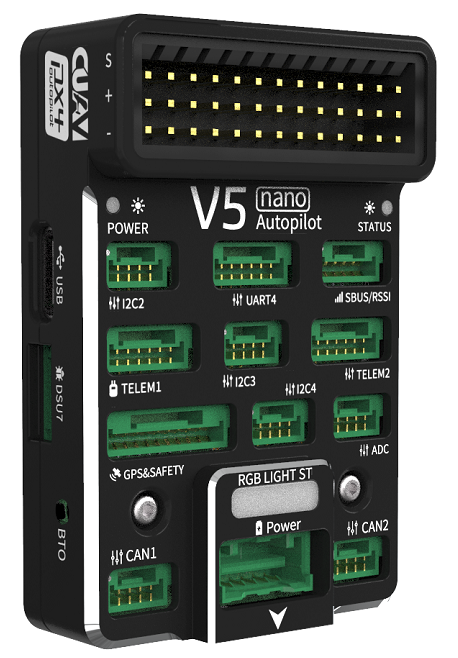 S
+
-
CUAV
px4
autopilot
V5 nano
Autopilot
POWER
STATUS
I2C2
UART4
SBUS/RSSI
USB
TELEM1
I2C3
TELEM2
I2C4
DSU7
GPS&SAFETY
ADC
RGB LIGHT ST
Power
BTO
CAN1
CAN2